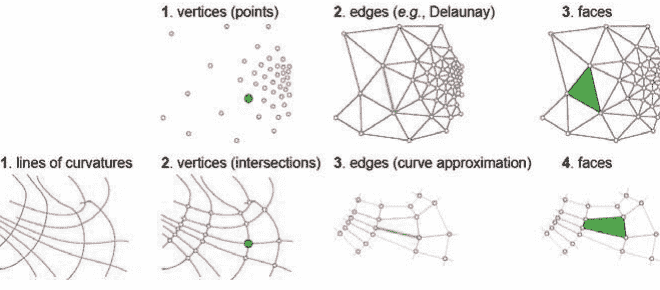 1. vertices (points)
2. edges (e.g., Delaunay)
3. faces
1. lines of curvatures
2. vertices (intersections)
3. edges (curve approximation)
4. faces